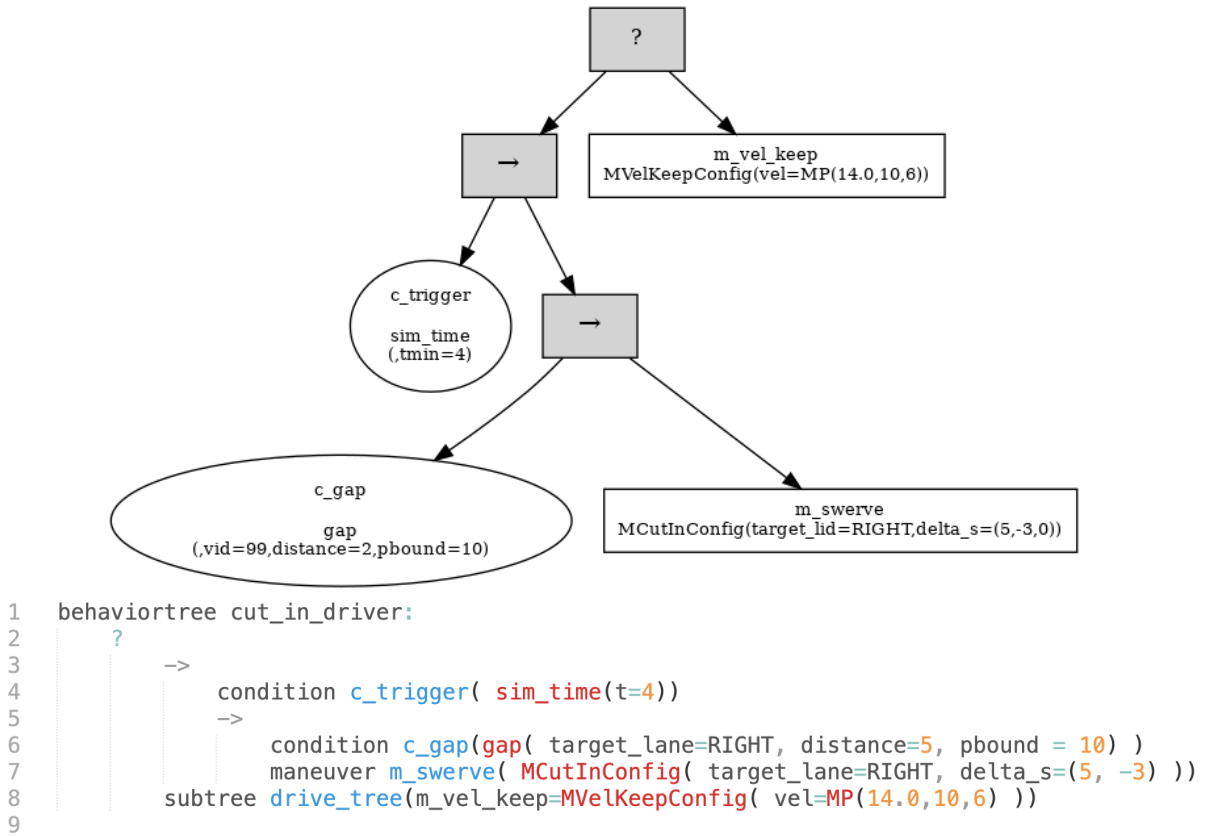 ?
→
m_vel_keep
MVelKeepConfig(vel=MP(14.0,10,6))
c_trigger
sim_time
(,tmin=4)
→
c_gap
gap
(,vid=99,distance=2,pbound=10)
m_swerve
MCutInConfig(target_lid=RIGHT,delta_s=(5,-3,0))
1 behaviortree cut_in_driver:
2 ?
3 ->
4 condition c_trigger( sim_time(t=4))
5 ->
6 condition c_gap(gap( target_lane=RIGHT, distance=5, pbound = 10) )
7 maneuver m_swerve( MCutInConfig( target_lane=RIGHT, delta_s=(5, -3) ))
8 subtree drive_tree(m_vel_keep=MVelKeepConfig( vel=MP(14.0,10,6) ))
9